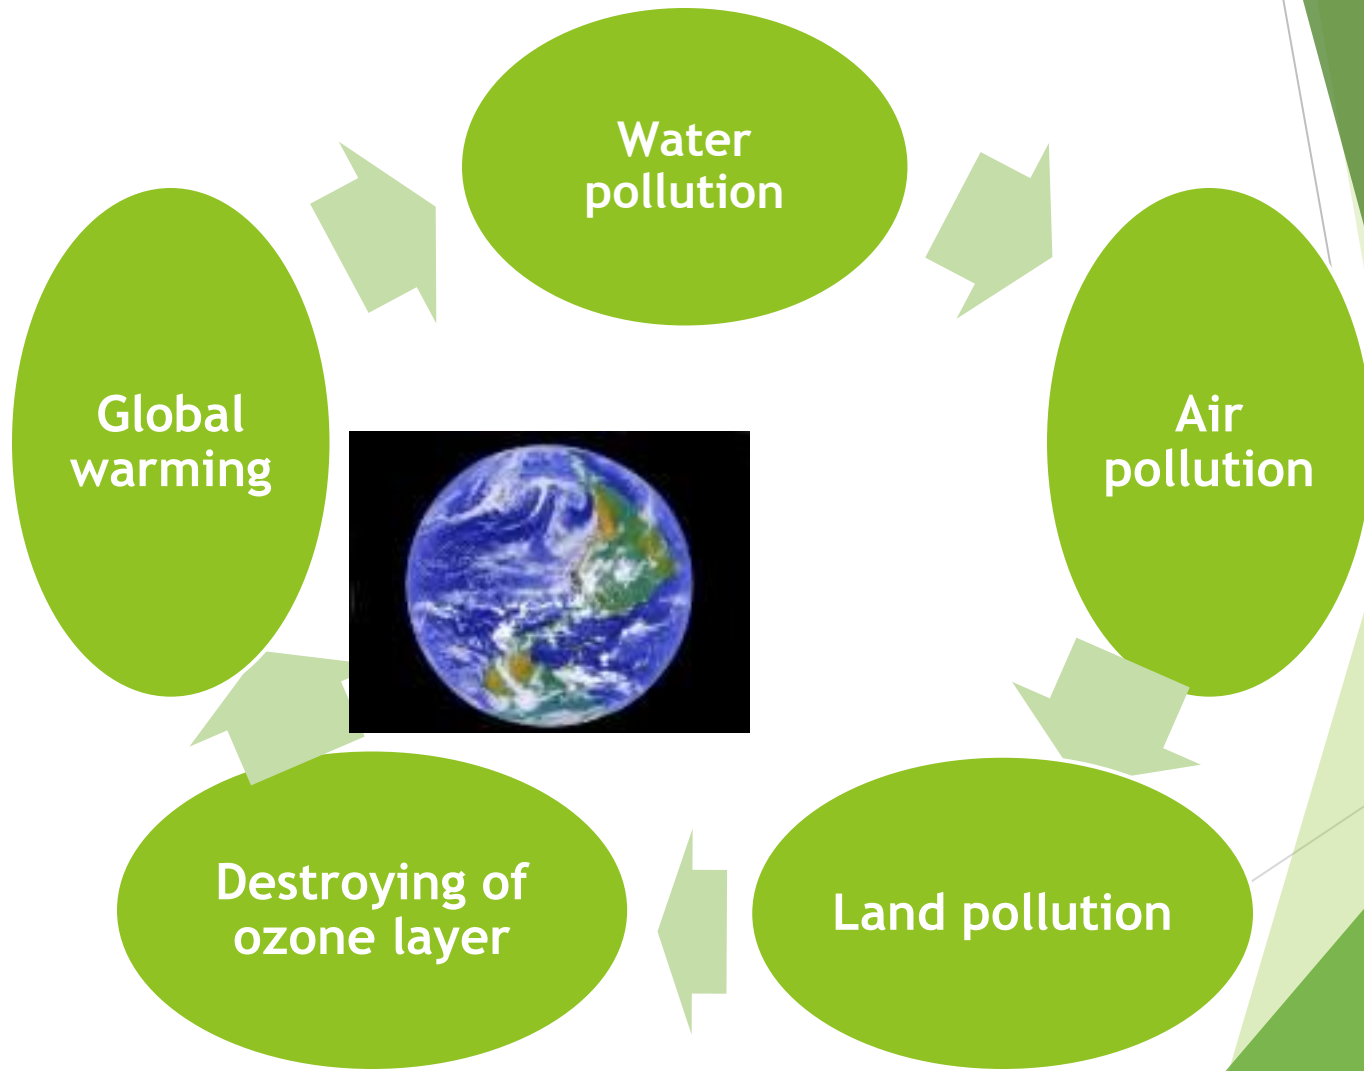 Water
pollution
Air
pollution
Land pollution
Destroying of
ozone layer
Global
warming